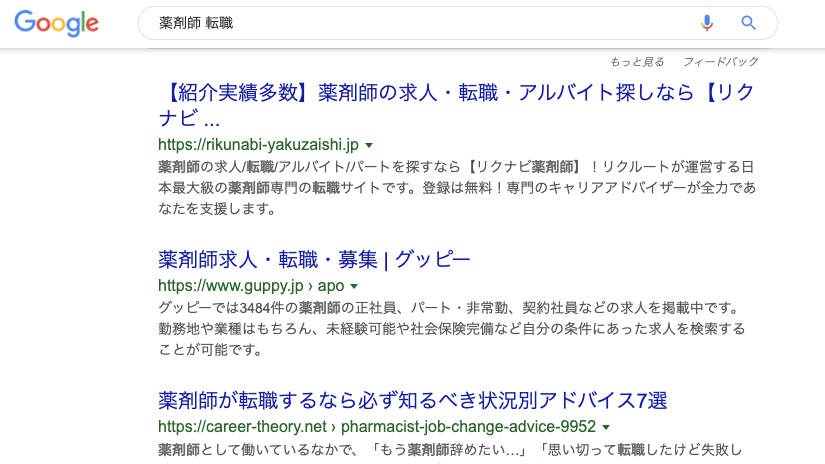 Google
薬剤師 転職
もっと見る フィードバック
【紹介実績多数】薬剤師の求人・転職・アルバイト探しなら【リク
ナビ ...
https://rikunabi-yakuzaishi.jp
薬剤師の求人/転職/アルバイト/パートを探すなら【リクナビ薬剤師】！リクルートが運営する日
本最大級の薬剤師専門の転職サイトです。登録は無料！専門のキャリアアドバイザーが全力であ
なたを支援します。
薬剤師求人・転職・募集 | グッピー
https://www.guppy.jp › apo
グッピーでは3484件の薬剤師の正社員、パート・非常勤、契約社員などの求人を掲載中です。
勤務地や業種はもちろん、未経験可能や社会保険完備など自分の条件にあった求人を検索する
ことが可能です。
薬剤師が転職するなら必ず知るべき状況別アドバイス7選
https://career-theory.net › pharmacist-job-change-advice-9952
薬剤師として働いているなかで、「もう薬剤師辞めたい…」「思い切って転職したけど失敗し